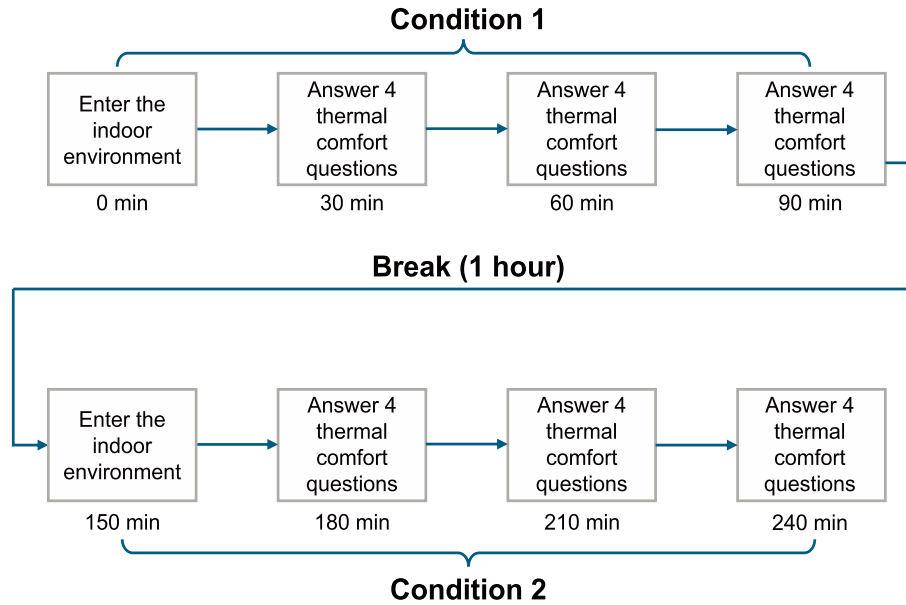 Condition 1
Enter the
indoor
environment
0 min
Answer 4
thermal
comfort
questions
30 min
Answer 4
thermal
comfort
questions
60 min
Answer 4
thermal
comfort
questions
90 min
Break (1 hour)
Enter the
indoor
environment
150 min
Answer 4
thermal
comfort
questions
180 min
Answer 4
thermal
comfort
questions
210 min
Answer 4
thermal
comfort
questions
240 min
Condition 2